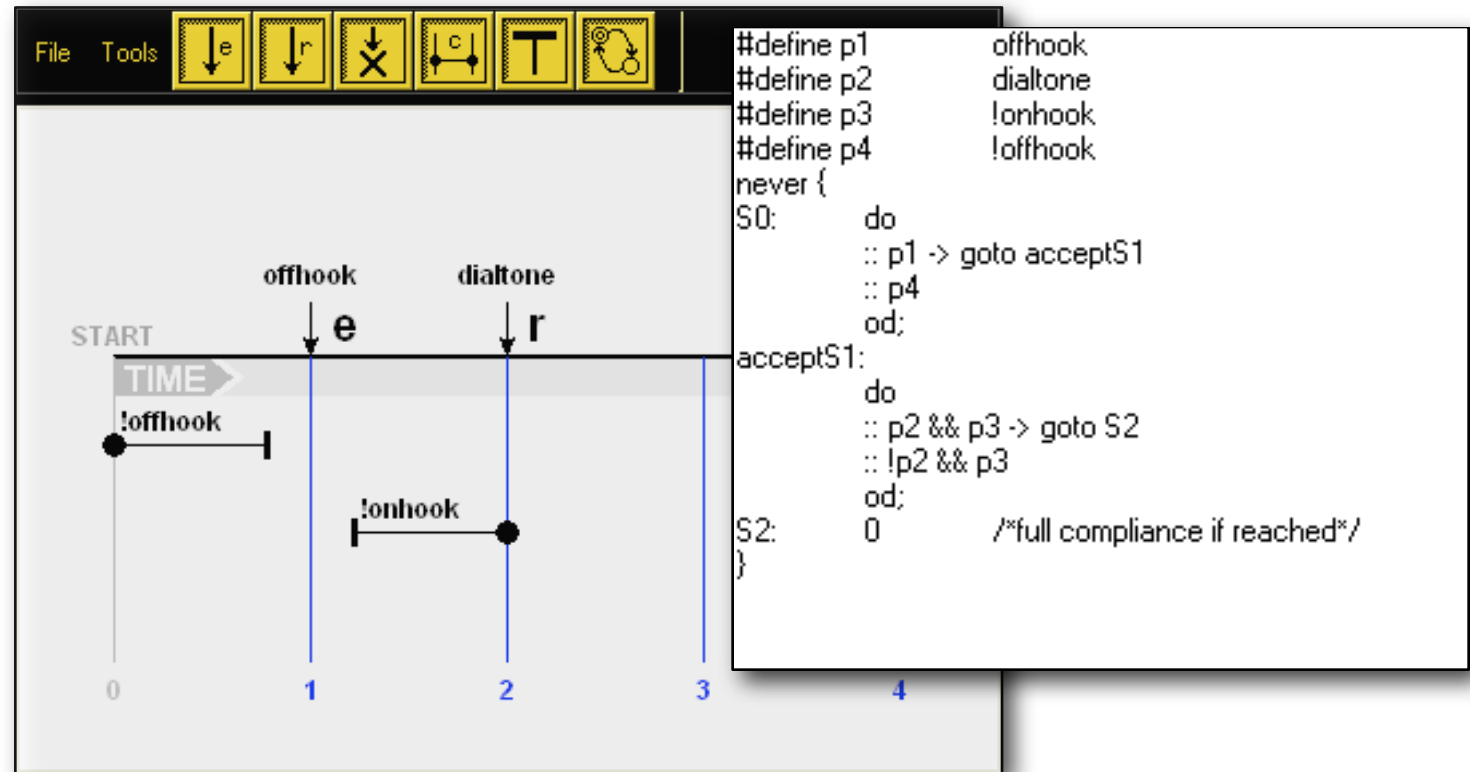 File Tools e r c
offhook dialtone
e r
START
TIME
!offhook
!onhook
0 1 2 3 4
#define p1 offhook
#define p2 dialtone
#define p3 !onhook
#define p4 !offhook
never {
S0: do
:: p1 -> goto acceptS1
:: p4
od;
acceptS1:
do
:: p2 && p3 -> goto S2
:: !p2 && p3
od;
S2: 0 /*full compliance if reached*/
}